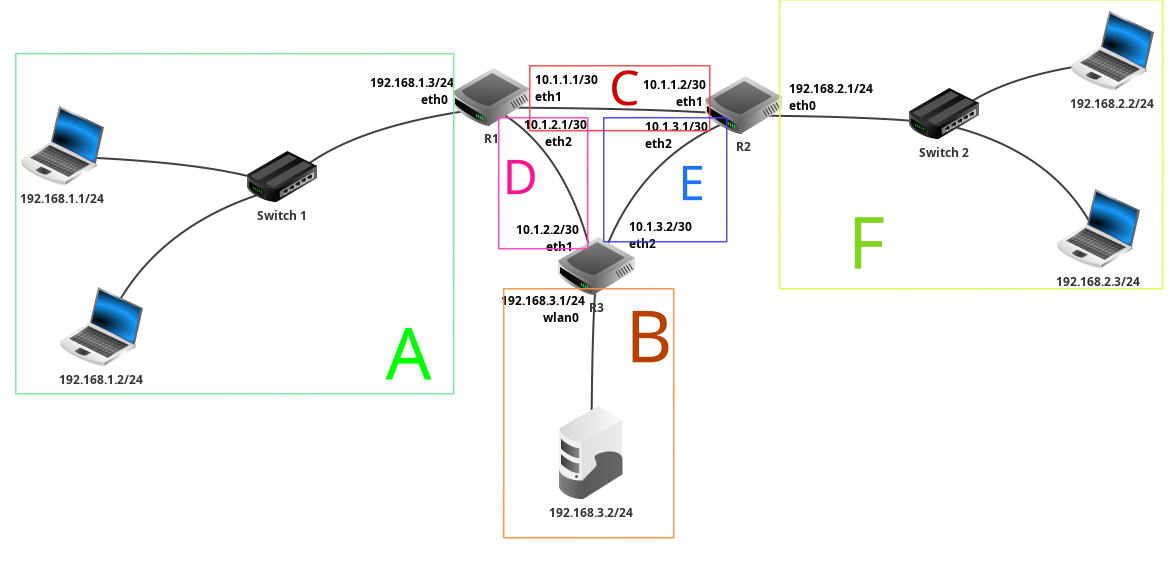 192.168.1.3/24
eth0
R1
10.1.1.1/30
eth1
C
10.1.1.2/30
eth1
R2
192.168.2.1/24
eth0
Switch 2
192.168.2.2/24
192.168.1.1/24
Switch 1
10.1.2.1/30
eth2
10.1.3.1/30
eth2
D
E
F
10.1.2.2/30
eth1
10.1.3.2/30
eth2
192.168.2.3/24
192.168.3.1/24
wlan0
R3
B
A
192.168.1.2/24
192.168.3.2/24